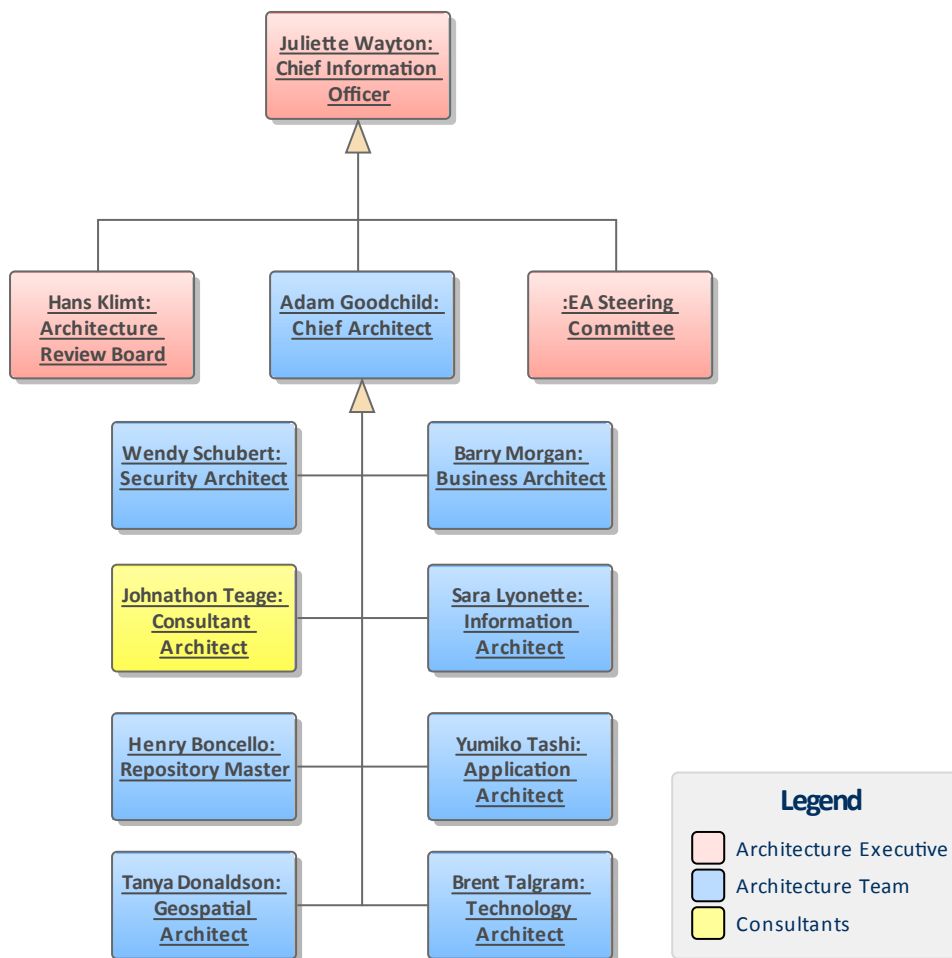 Juliette Wayton:
Chief Information
Officer
Hans Klimt:
Architecture
Review Board
Adam Goodchild:
Chief Architect
:EA Steering
Committee
Wendy Schubert:
Security Architect
Barry Morgan:
Business Architect
Johnathon Teage:
Consultant
Architect
Sara Lyonette:
Information
Architect
Henry Boncello:
Repository Master
Yumiko Tashi:
Application
Architect
Tanya Donaldson:
Geospatial
Architect
Brent Talgram:
Technology
Architect
Legend
Architecture Executive
Architecture Team
Consultants